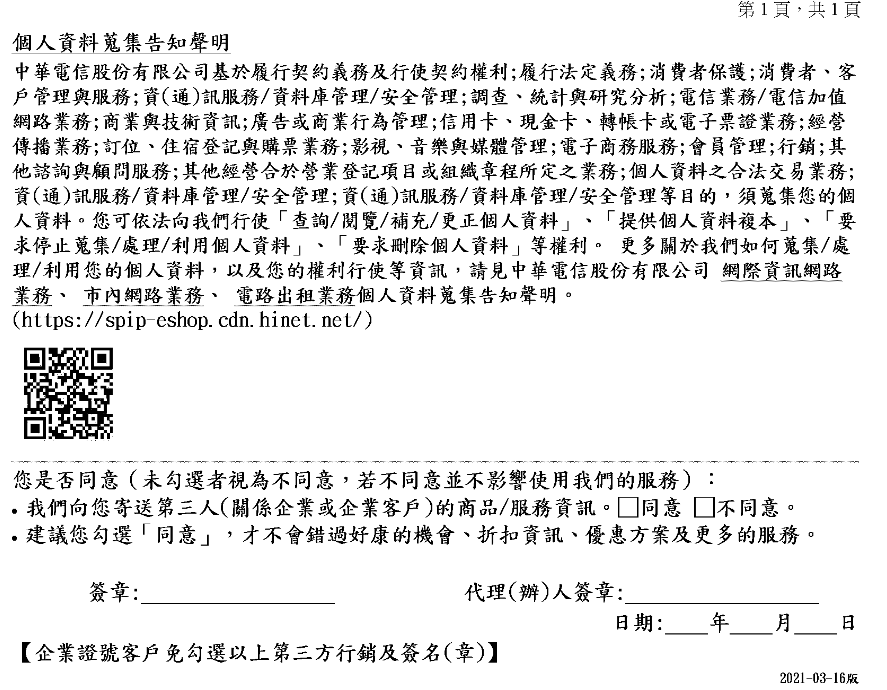 第1頁，共1頁
個人資料蒐集告知聲明
中華電信股份有限公司基於履行契約義務及行使契約權利;履行法定義務;消費者保護;消費者、客
戶管理與服務;資(通)訊服務/資料庫管理/安全管理;調查、統計與研究分析;電信業務/電信加值
網路業務;商業與技術資訊;廣告或商業行為管理;信用卡、現金卡、轉帳卡或電子票證業務;經營
傳播業務;訂位、住宿登記與購票業務;影視、音樂與媒體管理;電子商務服務;會員管理;行銷;其
他諮詢與顧問服務;其他經營合於營業登記項目或組織章程所定之業務;個人資料之合法交易業務;
資(通)訊服務/資料庫管理/安全管理;資(通)訊服務/資料庫管理/安全管理等目的，須蒐集您的個
人資料。您可依法向我們行使「查詢/閱覽/補充/更正個人資料」、「提供個人資料複本」、「要
求停止蒐集/處理/利用個人資料」、「要求刪除個人資料」等權利。 更多關於我們如何蒐集/處
理/利用您的個人資料，以及您的權利行使等資訊，請見中華電信股份有限公司 網際資訊網路
業務、 市內網路業務、 電路出租業務個人資料蒐集告知聲明。
(https://spip-eshop.cdn.hinet.net/)
您是否同意（未勾選者視為不同意，若不同意並不影響使用我們的服務）：
• 我們向您寄送第三人(關係企業或企業客戶)的商品/服務資訊。□同意 □不同意。
• 建議您勾選「同意」，才不會錯過好康的機會、折扣資訊、優惠方案及更多的服務。
簽章:__________ 代理(辦)人簽章:__________
日期:____年____月____日
【企業證號客戶免勾選以上第三方行銷及簽名(章)】
2021-03-16版